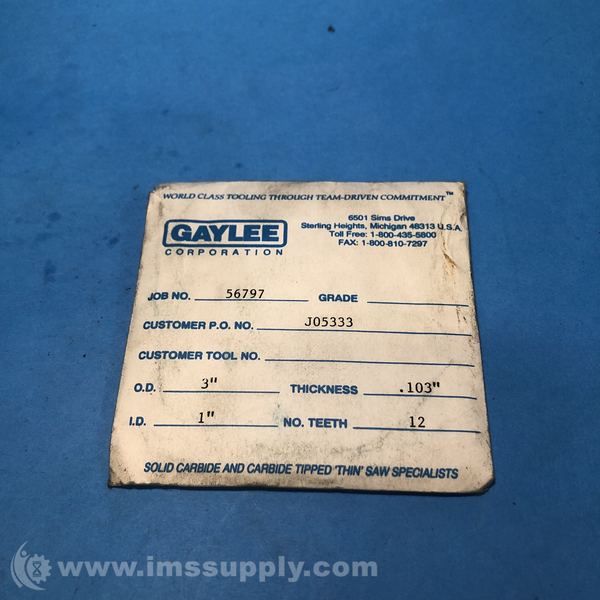 WORLD CLASS TOOLING THROUGH TEAM-DRIVEN COMMITMENT™
GAYLEE
CORPORATION
6501 Sims Drive
Sterling Heights, Michigan 48313 U.S.A.
Toll Free: 1-800-435-5800
FAX: 1-800-810-7297
JOB NO. 56797 GRADE
CUSTOMER P.O. NO. J05333
CUSTOMER TOOL NO.
O.D. 3" THICKNESS .103"
I.D. 1" NO. TEETH 12
SOLID CARBIDE AND CARBIDE TIPPED 'THIN' SAW SPECIALISTS
www.imssupply.com